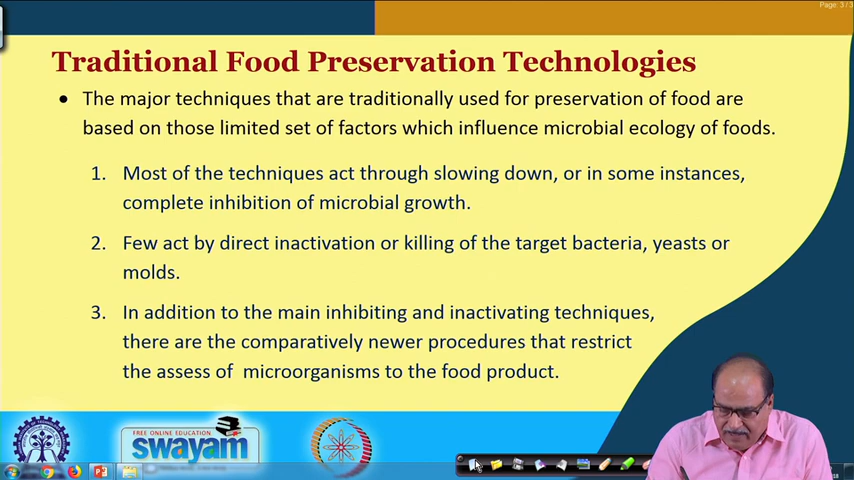 Page: 3 / 3
Traditional Food Preservation Technologies
• The major techniques that are traditionally used for preservation of food are
based on those limited set of factors which influence microbial ecology of foods.
1. Most of the techniques act through slowing down, or in some instances,
complete inhibition of microbial growth.
2. Few act by direct inactivation or killing of the target bacteria, yeasts or
molds.
3. In addition to the main inhibiting and inactivating techniques,
there are the comparatively newer procedures that restrict
the assess of microorganisms to the food product.
FREE ONLINE EDUCATION
swayam